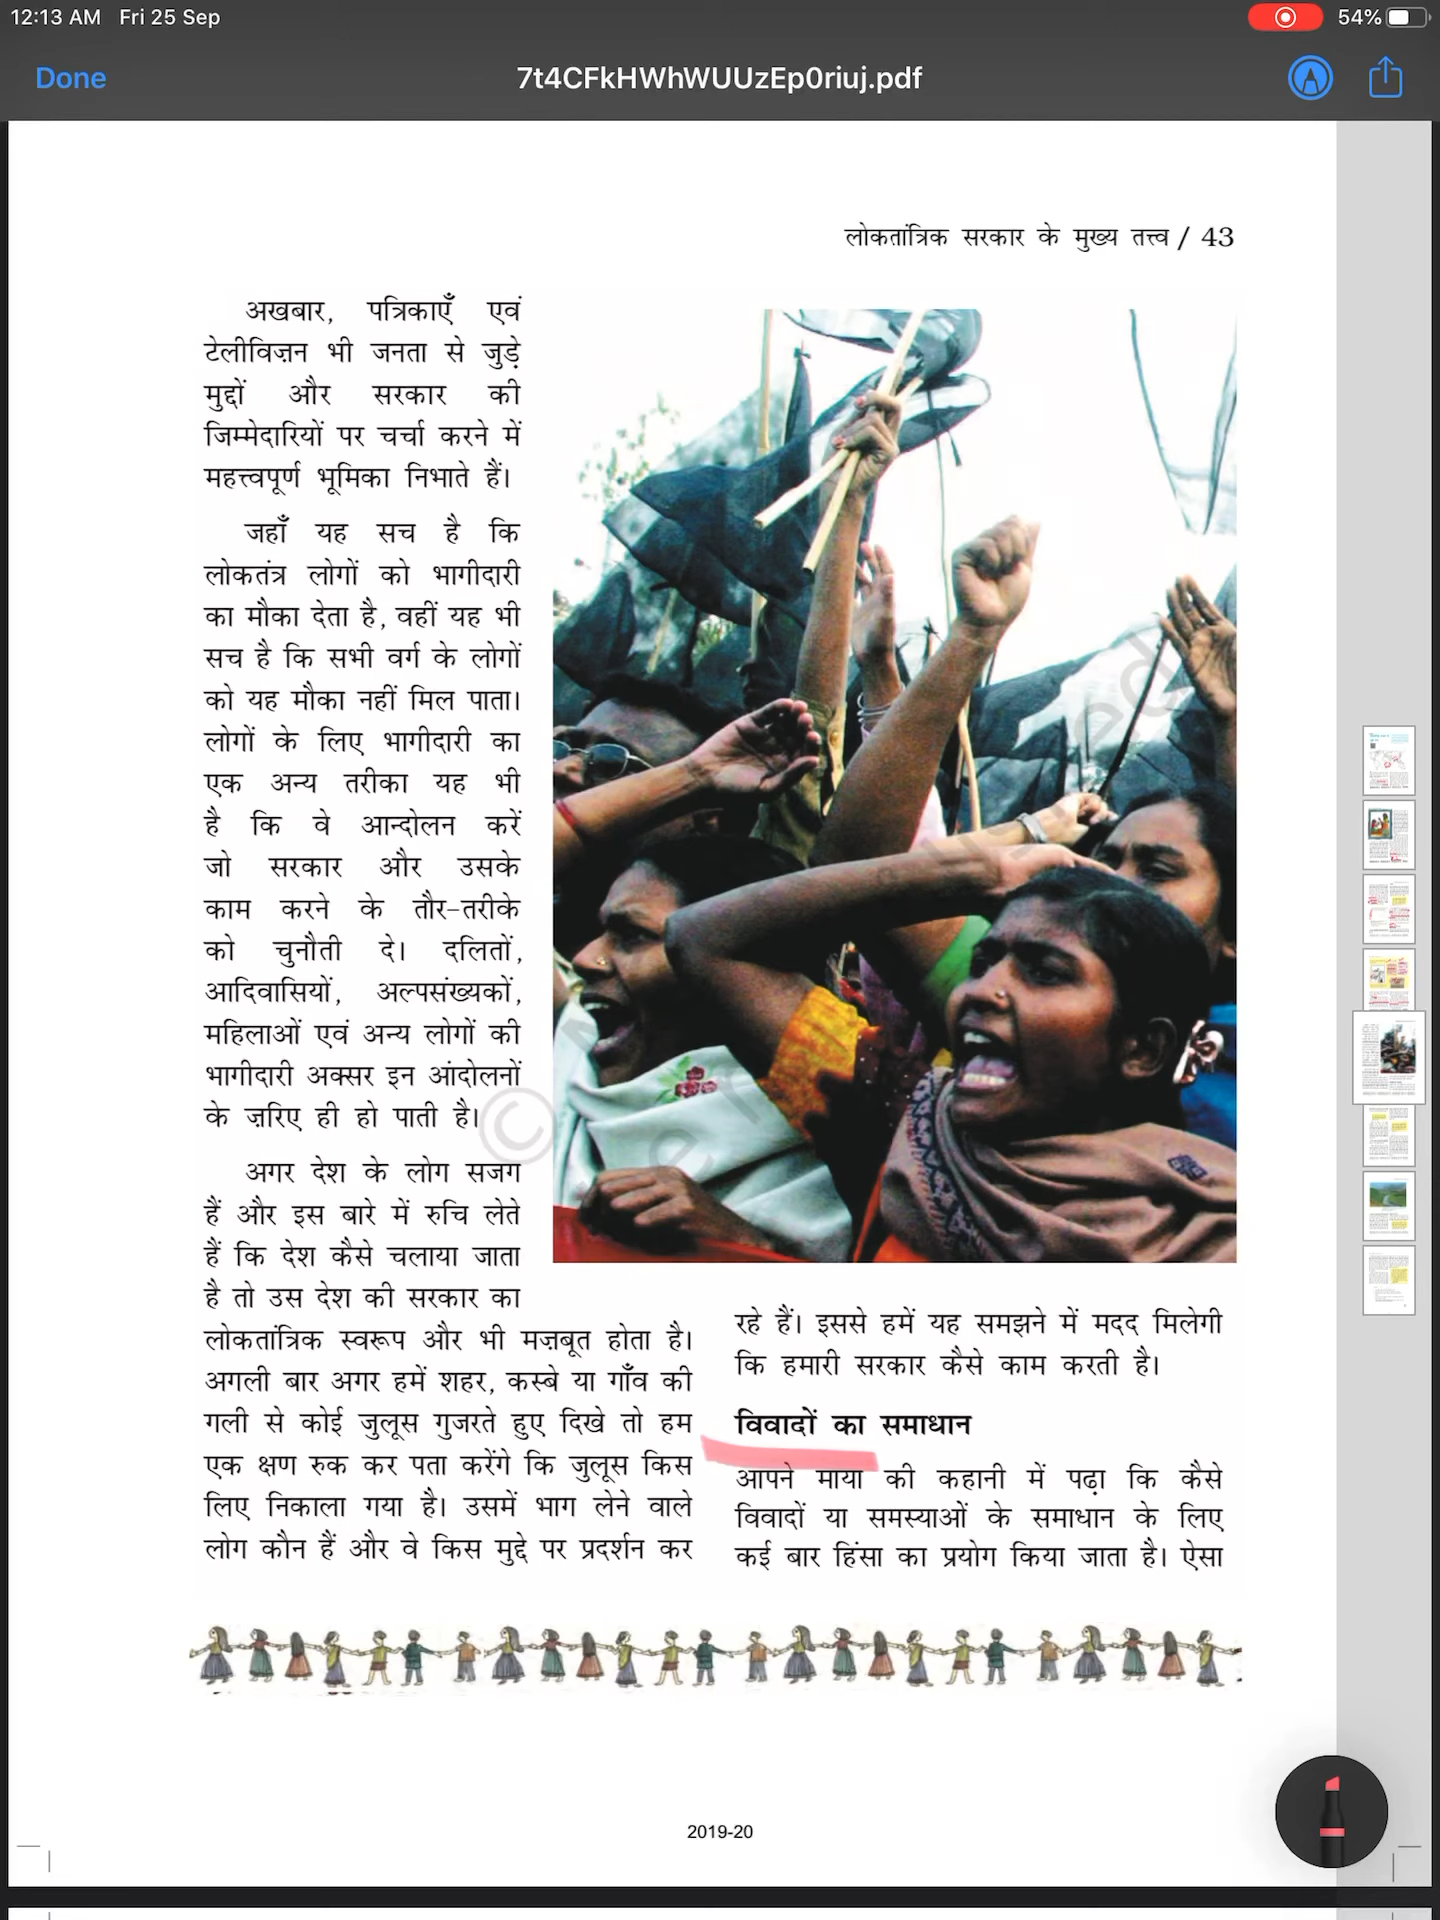 12:13 AM Fri 25 Sep
54%
Done
7t4CFkHWhWUUzEp0riuj.pdf
लोकतांत्रिक सरकार के मुख्य तत्त्व / 43
अखबार, पत्रिकाएँ एवं
टेलीविज़न भी जनता से जुड़े
मुद्दों और सरकार की
जिम्मेदारियों पर चर्चा करने में
महत्त्वपूर्ण भूमिका निभाते हैं।
जहाँ यह सच है कि
लोकतंत्र लोगों को भागीदारी
का मौका देता है, वहीं यह भी
सच है कि सभी वर्ग के लोगों
को यह मौका नहीं मिल पाता।
लोगों के लिए भागीदारी का
एक अन्य तरीका यह भी
है कि वे आन्दोलन करें
जो सरकार और उसके
काम करने के तौर-तरीके
को चुनौती दे। दलितों,
आदिवासियों, अल्पसंख्यकों,
महिलाओं एवं अन्य लोगों की
भागीदारी अक्सर इन आंदोलनों
के ज़रिए ही हो पाती है।
अगर देश के लोग सजग
हैं और इस बारे में रुचि लेते
हैं कि देश कैसे चलाया जाता
है तो उस देश की सरकार का
लोकतांत्रिक स्वरूप और भी मज़बूत होता है।
अगली बार अगर हमें शहर, कस्बे या गाँव की
गली से कोई जुलूस गुजरते हुए दिखे तो हम
एक क्षण रुक कर पता करेंगे कि जुलूस किस
लिए निकाला गया है। उसमें भाग लेने वाले
लोग कौन हैं और वे किस मुद्दे पर प्रदर्शन कर
रहे हैं। इससे हमें यह समझने में मदद मिलेगी
कि हमारी सरकार कैसे काम करती है।
विवादों का समाधान
आपने माया की कहानी में पढ़ा कि कैसे
विवादों या समस्याओं के समाधान के लिए
कई बार हिंसा का प्रयोग किया जाता है। ऐसा
2019-20